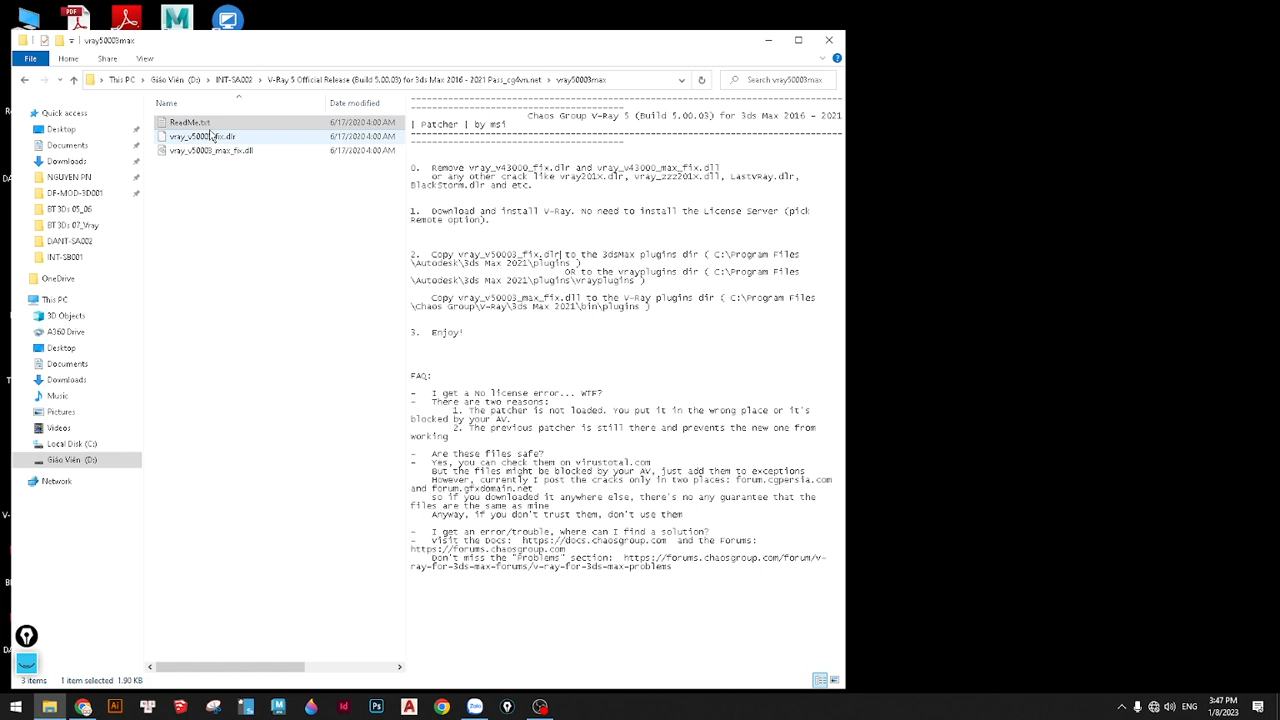 vray50003max
File
Home
Share
View
This PC
Giáo Viên (D:)
INT-SA002
V-Ray 5 Official Release (Build 5.00.03) for 3ds Max 2016 - 2021 Pass_cg4vn.net
vray50003max
Search vray50003max
Name
Date modified
Quick access
Desktop
Documents
Downloads
NGUYEN PN
DF-MOD-3D001
BT 3Ds 05_06
BT 3Ds 07_Vray
DANT-SA002
INT-SB001
OneDrive
This PC
3D Objects
A360 Drive
Desktop
Documents
Downloads
Music
Pictures
Videos
Local Disk (C:)
Giáo Viên (D:)
Network
ReadMe.txt
6/17/2020 4:00 AM
vray_v50003_fix.dlr
6/17/2020 4:00 AM
vray_v50003_max_fix.dll
6/17/2020 4:00 AM
Chaos Group V-Ray 5 (Build 5.00.03) for 3ds Max 2016 - 2021
| Patcher | by msi
0. Remove vray_v43000_fix.dlr and vray_v43000_max_fix.dll
or any other crack like vray201x.dlr, vray_zzz201x.dll, LastvRay.dlr,
BlackStorm.dlr and etc.
1. Download and install V-Ray. No need to install the License Server (pick
Remote option).
2. Copy vray_v50003_fix.dlr to the 3dsMax plugins dir ( C:\Program Files
\Autodesk\3ds Max 2021\plugins )
OR to the vrayplugins dir ( C:\Program Files
\Autodesk\3ds Max 2021\plugins\vrayplugins )
Copy vray_v50003_max_fix.dll to the V-Ray plugins dir ( C:\Program Files
\Chaos Group\V-Ray\3ds Max 2021\bin\plugins )
3. Enjoy!
FAQ:
- I get a No license error... WTF?
- There are two reasons:
1. The patcher is not loaded. You put it in the wrong place or it's
blocked by your AV.
2. The previous patcher is still there and prevents the new one from
working
- Are these files safe?
- Yes, you can check them on virustotal.com
But the files might be blocked by your AV, just add them to exceptions
However, currently I post the cracks only in two places: forum.cgpersia.com
and forum.gfxdomain.net
so if you downloaded it anywhere else, there's no any guarantee that the
files are the same as mine
Anyway, if you don't trust them, don't use them
- I get an error/trouble, where can I find a solution?
- Visit the Docs: https://docs.chaosgroup.com and the Forums:
https://forums.chaosgroup.com
Don't miss the "Problems" section: https://forums.chaosgroup.com/forum/v-
ray-for-3ds-max-forums/v-ray-for-3ds-max-problems
3 items
1 item selected 1.90 KB
3:47 PM
1/8/2023